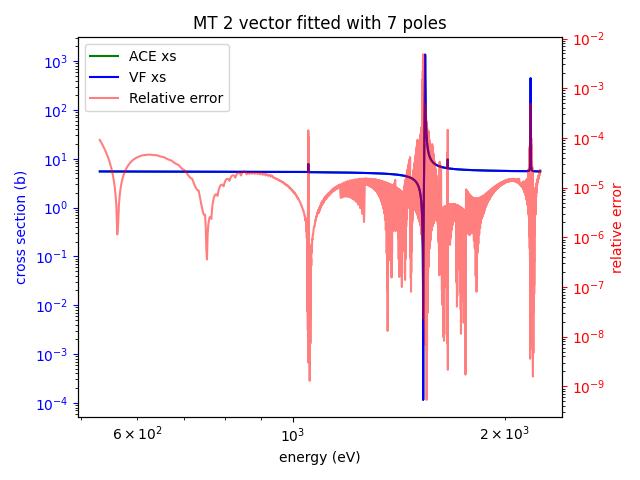 MT 2 vector fitted with 7 poles
ACE xs
VF xs
Relative error
cross section (b)
10³
10²
10¹
10⁰
10⁻¹
10⁻²
10⁻³
10⁻⁴
10⁻²
10⁻³
10⁻⁴
10⁻⁵
10⁻⁶
10⁻⁷
10⁻⁸
10⁻⁹
relative error
6 × 10² 10³ 2 × 10³
energy (eV)